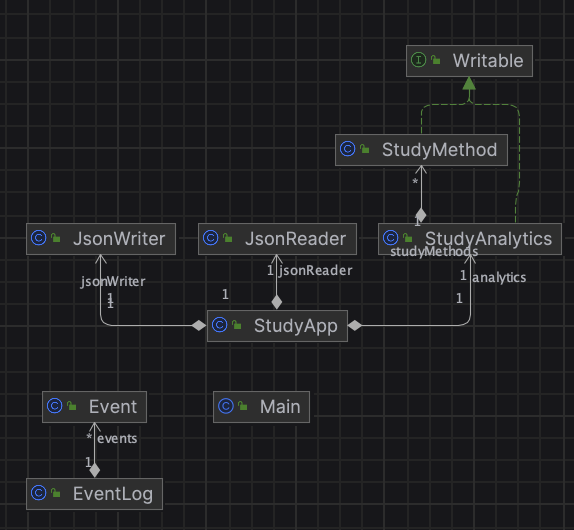 I Writable
C StudyMethod
*
1
C JsonWriter
C JsonReader
C StudyAnalytics
studyMethods
1 jsonReader
1 analytics
jsonWriter
1
1
1
1
C StudyApp
C Event
C Main
* events
1
C EventLog